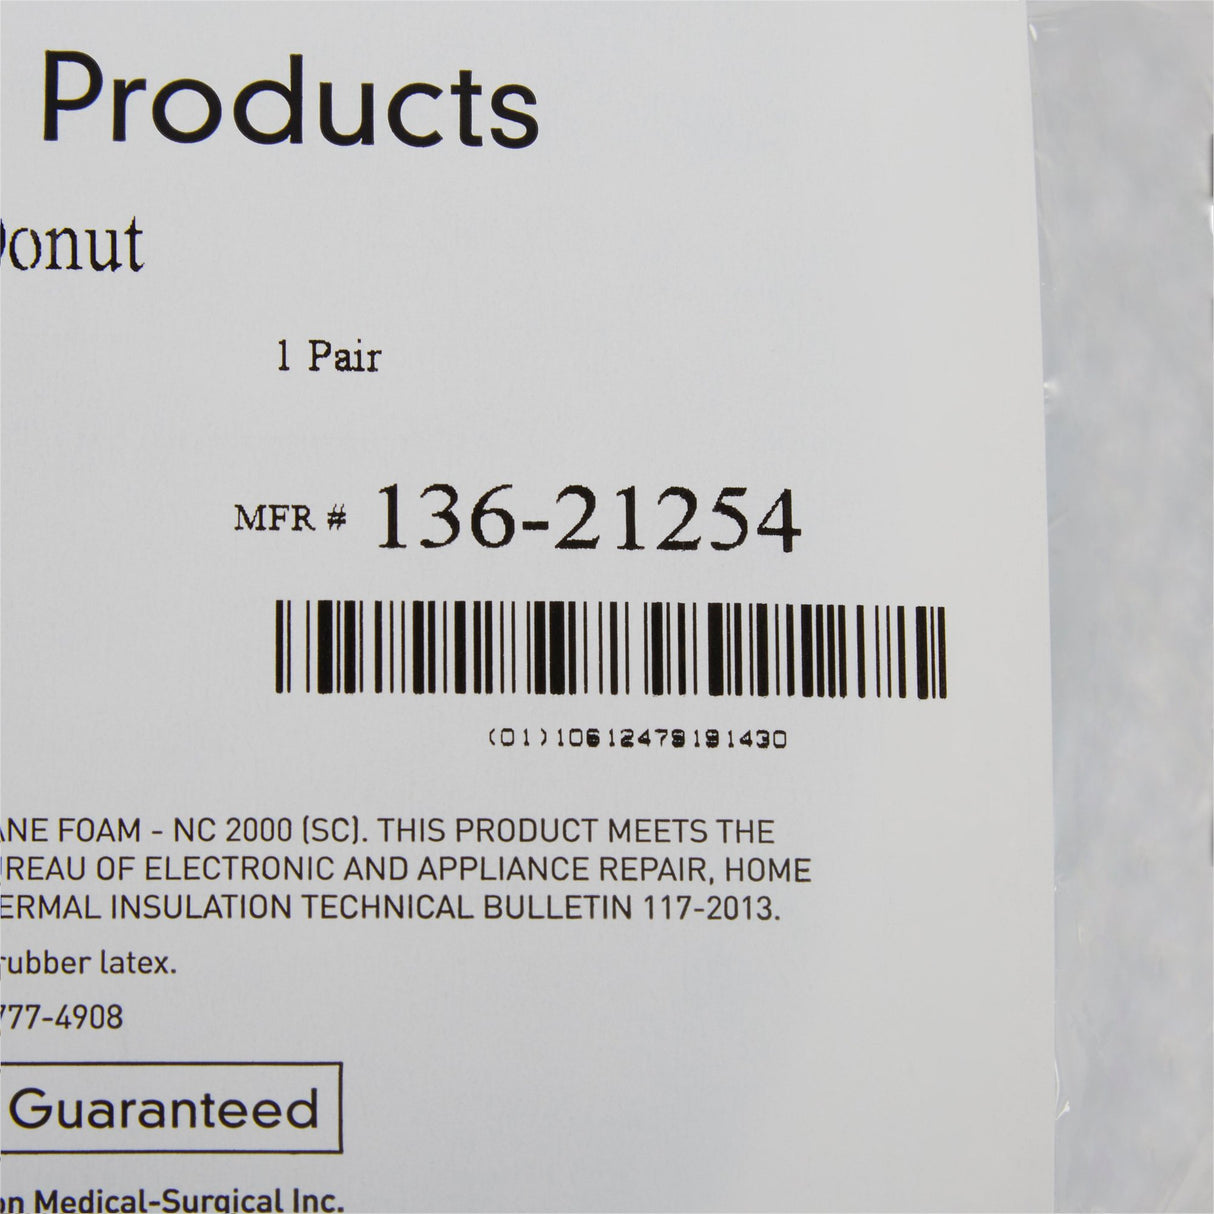 Products
Donut
1 Pair
MFR # 136-21254
(01)10612479191430
ANE FOAM - NC 2000 (SC). THIS PRODUCT MEETS THE
REAU OF ELECTRONIC AND APPLIANCE REPAIR, HOME
ERMAL INSULATION TECHNICAL BULLETIN 117-2013.
rubber latex.
777-4908
Guaranteed
on Medical-Surgical Inc.